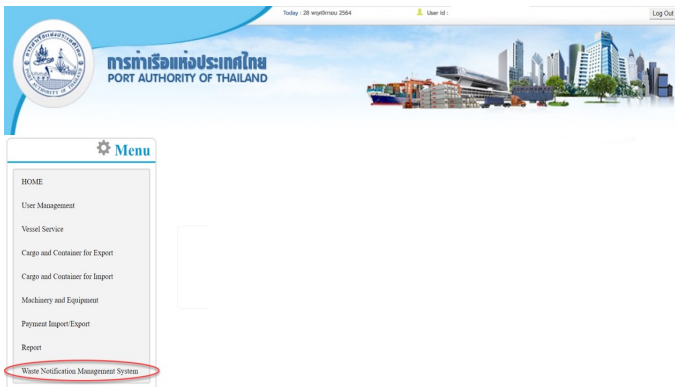 Today : 28 พฤศจิกายน 2564
User Id :
Log Out
การท่าเรือแห่งประเทศไทย
PORT AUTHORITY OF THAILAND
Menu
HOME
User Management
Vessel Service
Cargo and Container for Export
Cargo and Container for Import
Machinery and Equipment
Payment Import/Export
Report
Waste Notification Management System